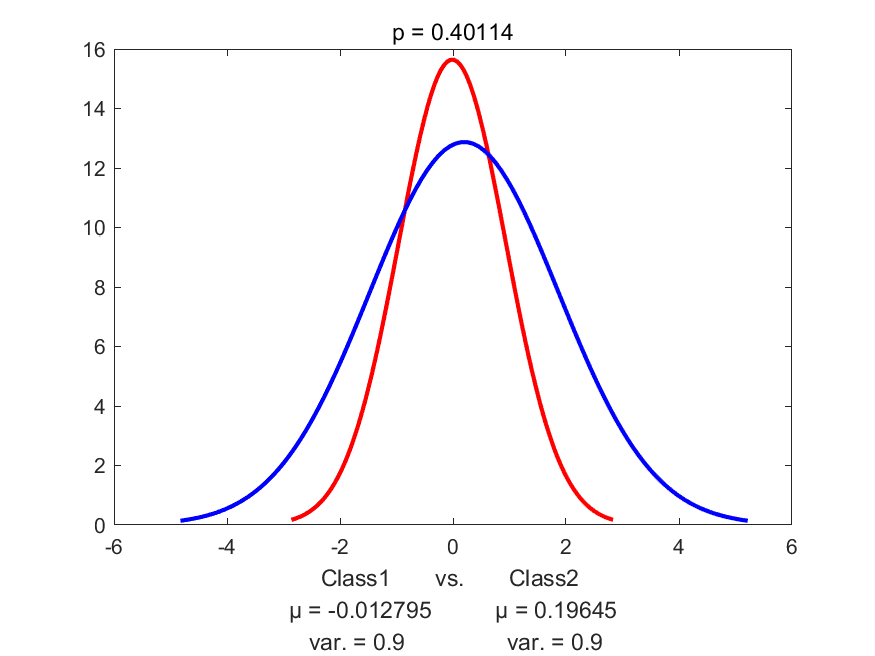 p = 0.40114
16
14
12
10
8
6
4
2
0
-6 -4 -2 0 2 4 6
Class1 vs. Class2
μ = -0.012795 μ = 0.19645
var. = 0.9 var. = 0.9